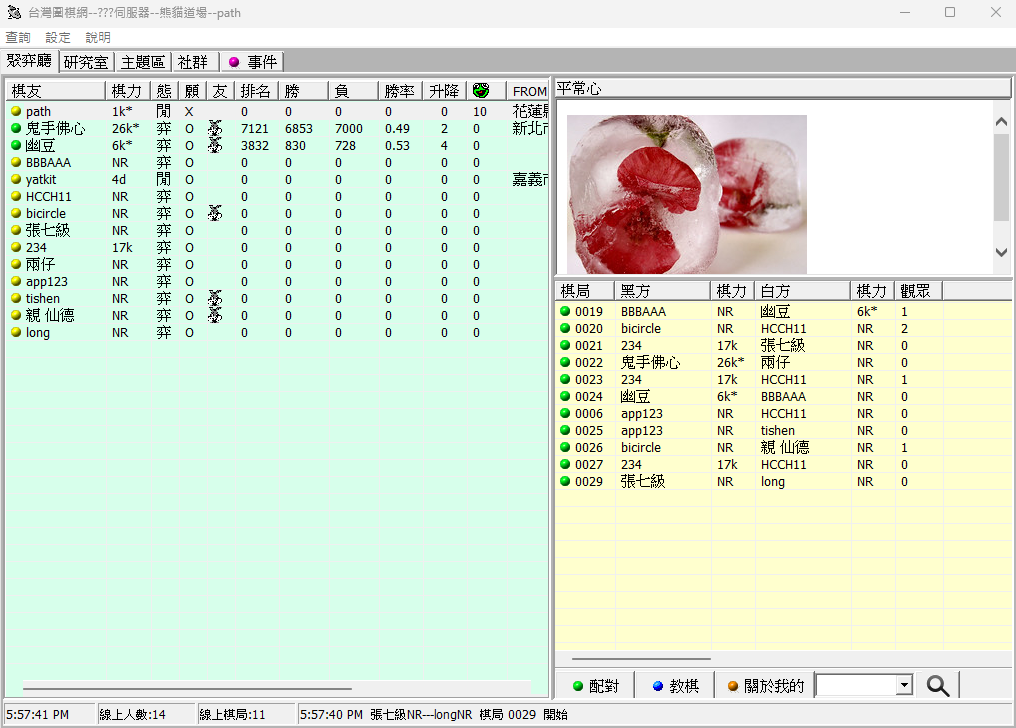 台灣圍棋網--???伺服器--熊貓道場--path
查詢 設定 說明
聚弈廳 研究室 主題區 社群 事件
棋友 棋力 態 願 友 排名 勝 負 勝率 升降 FROM
path 1k* 閒 X 0 0 0 0 0 10 花蓮縣
鬼手佛心 26k* 弈 O 7121 6853 7000 0.49 2 0 新北市
幽豆 6k* 弈 O 3832 830 728 0.53 4 0
BBBAAA NR 弈 O 0 0 0 0 0 0
yatkit 4d 閒 O 0 0 0 0 0 0 嘉義市
HCCH11 NR 弈 O 0 0 0 0 0 0
bicircle NR 弈 O 0 0 0 0 0 0
張七級 NR 弈 O 0 0 0 0 0 0
234 17k 弈 O 0 0 0 0 0 0
兩仔 NR 弈 O 0 0 0 0 0 0
app123 NR 弈 O 0 0 0 0 0 0
tishen NR 弈 O 0 0 0 0 0 0
親 仙德 NR 弈 O 0 0 0 0 0 0
long NR 弈 O 0 0 0 0 0 0
平常心
棋局 黑方 棋力 白方 棋力 觀眾
0019 BBBAAA NR 幽豆 6k* 1
0020 bicircle NR HCCH11 NR 2
0021 234 17k 張七級 NR 0
0022 鬼手佛心 26k* 兩仔 NR 0
0023 234 17k HCCH11 NR 1
0024 幽豆 6k* BBBAAA NR 0
0006 app123 NR HCCH11 NR 0
0025 app123 NR tishen NR 0
0026 bicircle NR 親 仙德 NR 1
0027 234 17k HCCH11 NR 0
0029 張七級 NR long NR 0
配對 教棋 關於我的
5:57:41 PM 線上人數:14 線上棋局:11 5:57:40 PM 張七級NR---longNR 棋局 0029 開始